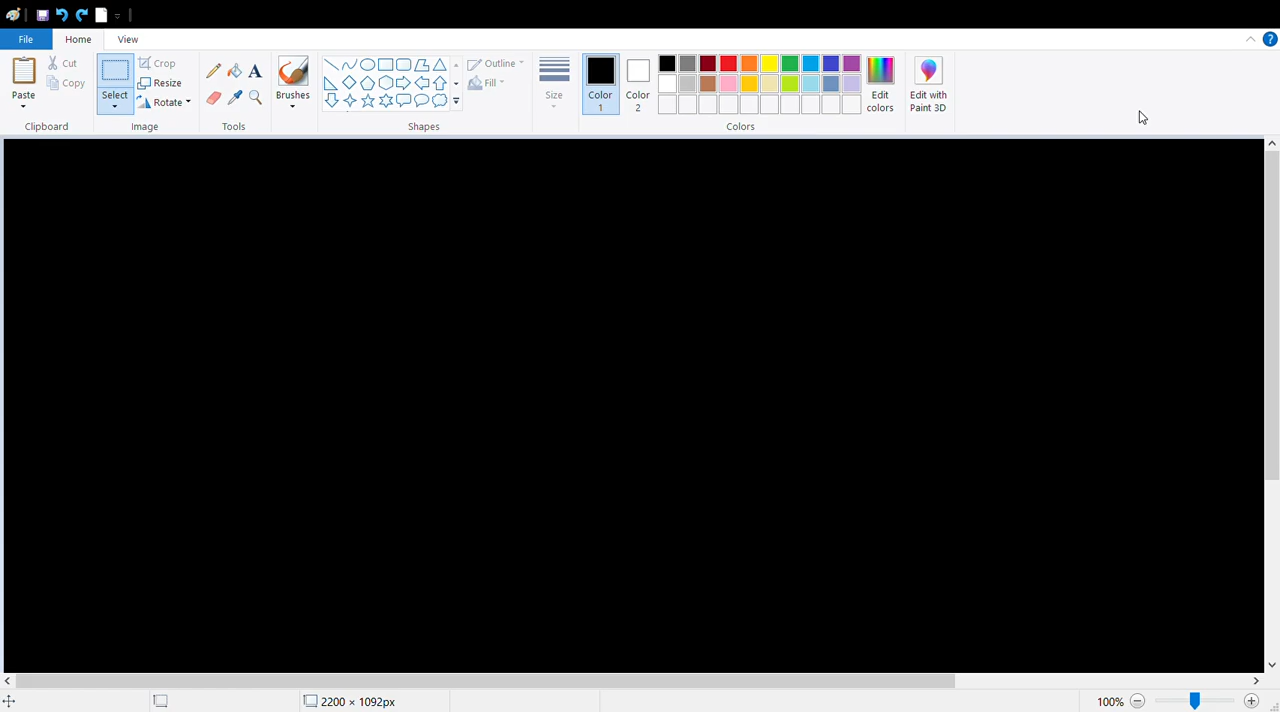 File Home View
Paste Cut Copy Select Crop Resize Rotate Brushes Outline Fill Size Color 1 Color 2 Edit colors Edit with Paint 3D
Clipboard Image Tools Shapes Colors
2200 × 1092px 100%